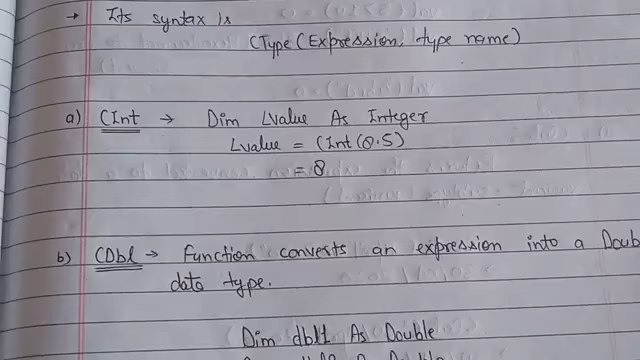 → Its syntax is
CType (Expression, type name)
a) CInt → Dim Lvalue As Integer
Lvalue = CInt (8.5)
= 8
b) CDbl → Function converts an expression into a Doub
data type.
Dim dbl1 As Double